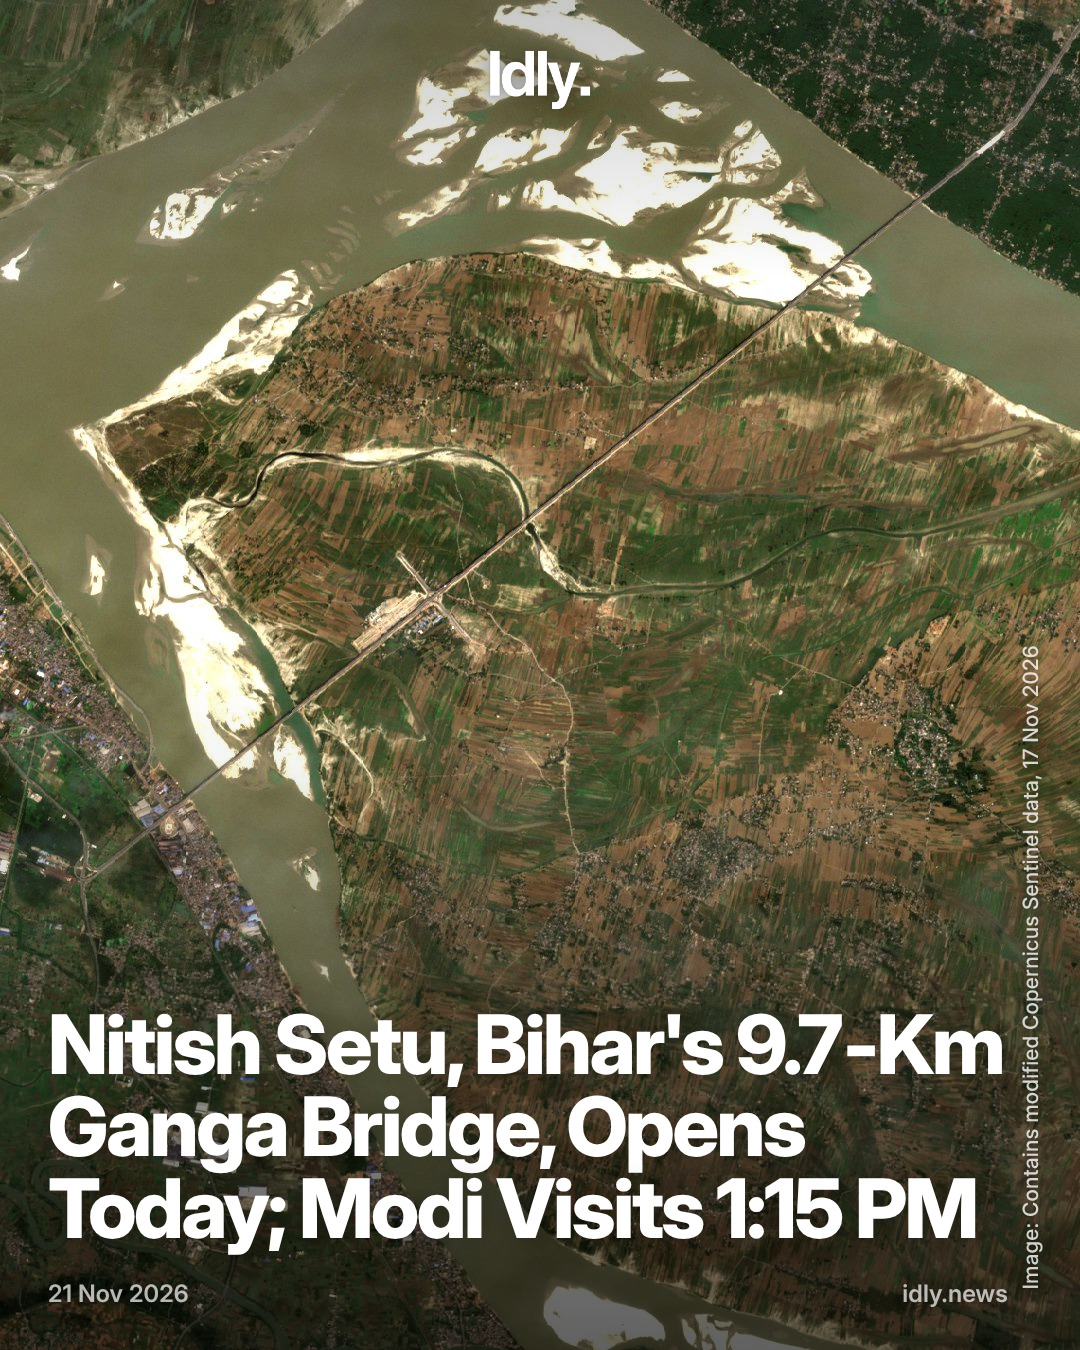 Idly.
Image: Contains modified Copernicus Sentinel data, 17 Nov 2026
Nitish Setu, Bihar's 9.7-Km
Ganga Bridge, Opens
Today; Modi Visits 1:15 PM
21 Nov 2026
idly.news